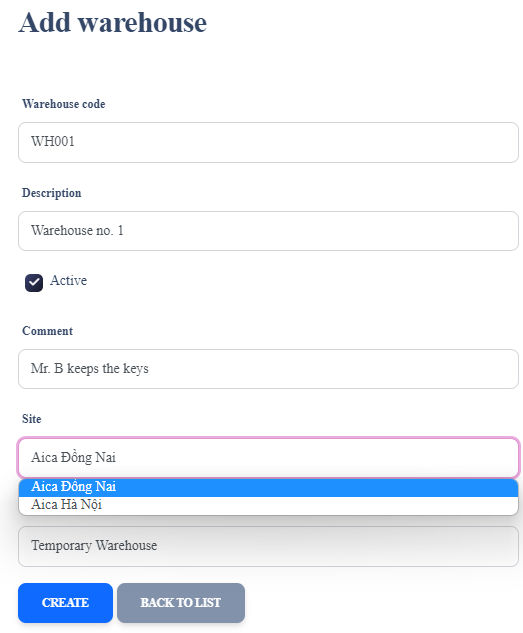 Add warehouse
Warehouse code
WH001
Description
Warehouse no. 1
Active
Comment
Mr. B keeps the keys
Site
Aica Đồng Nai
Aica Đồng Nai
Aica Hà Nội
Temporary Warehouse
CREATE
BACK TO LIST